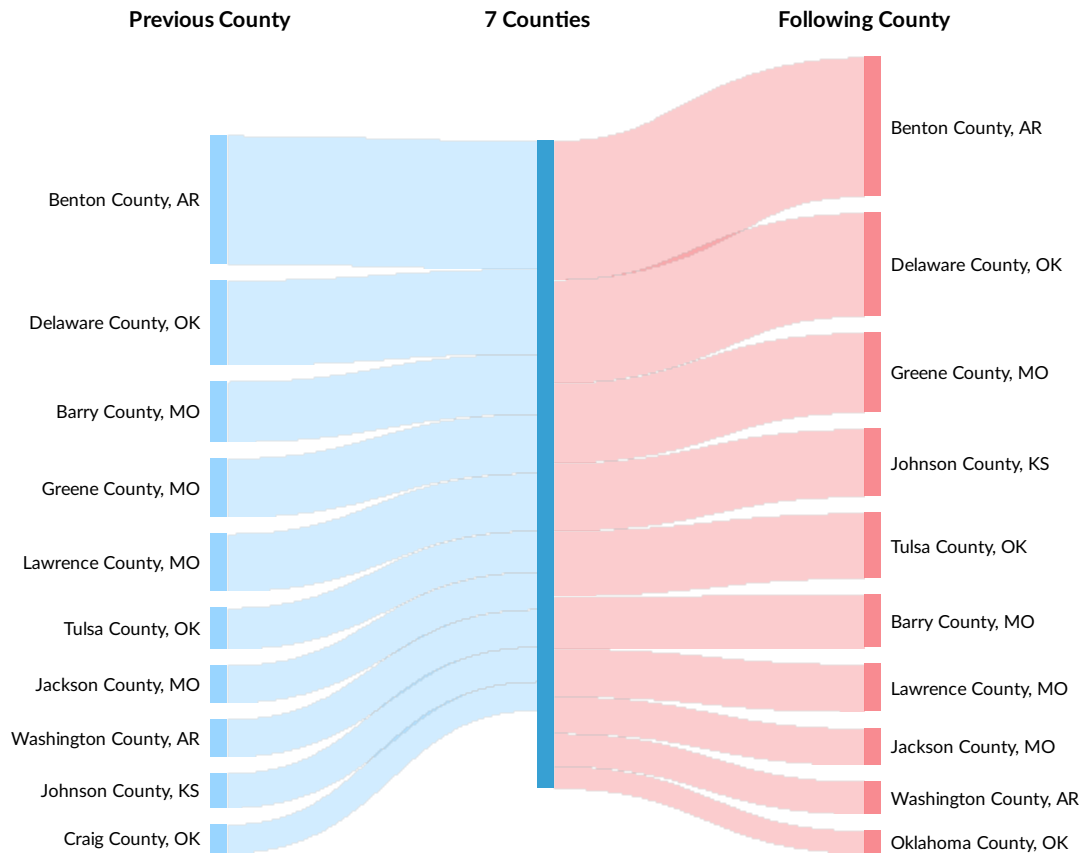 Previous County
7 Counties
Following County
Benton County, AR
Delaware County, OK
Barry County, MO
Greene County, MO
Lawrence County, MO
Tulsa County, OK
Jackson County, MO
Washington County, AR
Johnson County, KS
Craig County, OK
Benton County, AR
Delaware County, OK
Greene County, MO
Johnson County, KS
Tulsa County, OK
Barry County, MO
Lawrence County, MO
Jackson County, MO
Washington County, AR
Oklahoma County, OK